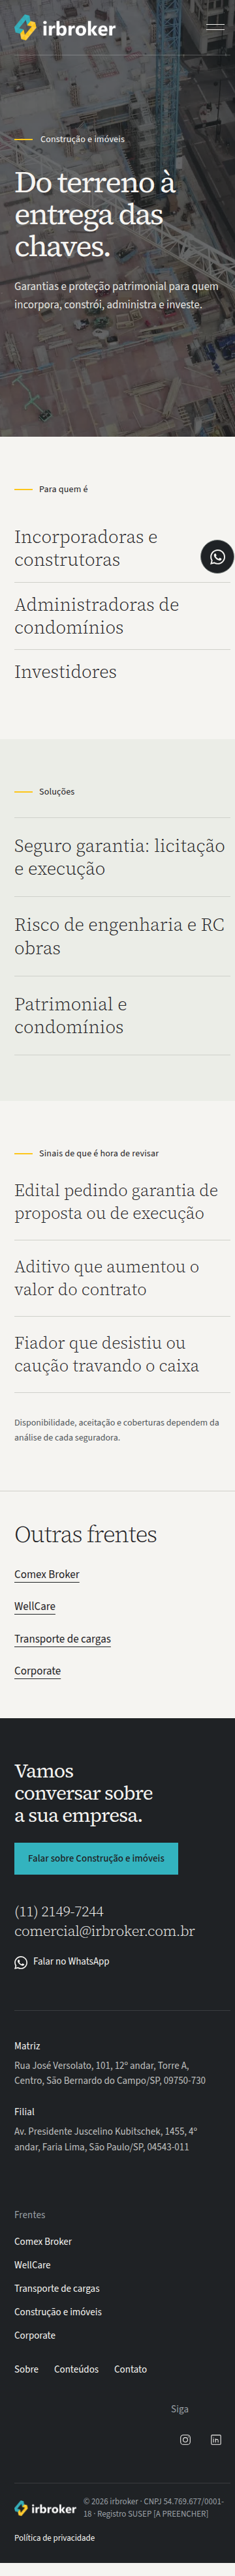 irbroker
Construção e imóveis
Do terreno à
entrega das
chaves.
Garantias e proteção patrimonial para quem
incorpora, constrói, administra e investe.
Para quem é
Incorporadoras e
construtoras
Administradoras de
condomínios
Investidores
Soluções
Seguro garantia: licitação
e execução
Risco de engenharia e RC
obras
Patrimonial e
condomínios
Sinais de que é hora de revisar
Edital pedindo garantia de
proposta ou de execução
Aditivo que aumentou o
valor do contrato
Fiador que desistiu ou
caução travando o caixa
Disponibilidade, aceitação e coberturas dependem da
análise de cada seguradora.
Outras frentes
Comex Broker
WellCare
Transporte de cargas
Corporate
Vamos
conversar sobre
a sua empresa.
Falar sobre Construção e imóveis
(11) 2149-7244
comercial@irbroker.com.br
Falar no WhatsApp
Matriz
Rua José Versolato, 101, 12º andar, Torre A,
Centro, São Bernardo do Campo/SP, 09750-730
Filial
Av. Presidente Juscelino Kubitschek, 1455, 4º
andar, Faria Lima, São Paulo/SP, 04543-011
Frentes
Comex Broker
WellCare
Transporte de cargas
Construção e imóveis
Corporate
Sobre Conteúdos Contato
Siga
irbroker
© 2026 irbroker · CNPJ 54.769.677/0001-
18 · Registro SUSEP [A PREENCHER]
Política de privacidade